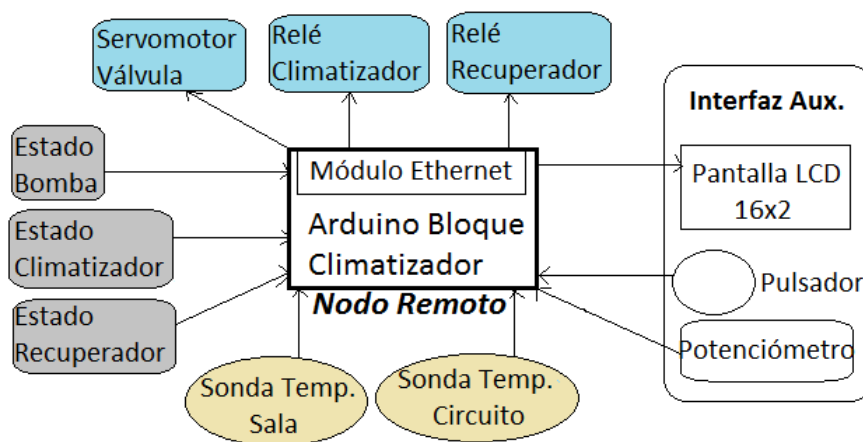 Servomotor
Válvula
Relé
Climatizador
Relé
Recuperador
Interfaz Aux.
Estado
Bomba
Módulo Ethernet
Pantalla LCD
16x2
Arduino Bloque
Climatizador
Estado
Climatizador
Nodo Remoto
Pulsador
Estado
Recuperador
Potenciómetro
Sonda Temp.
Sala
Sonda Temp.
Circuito